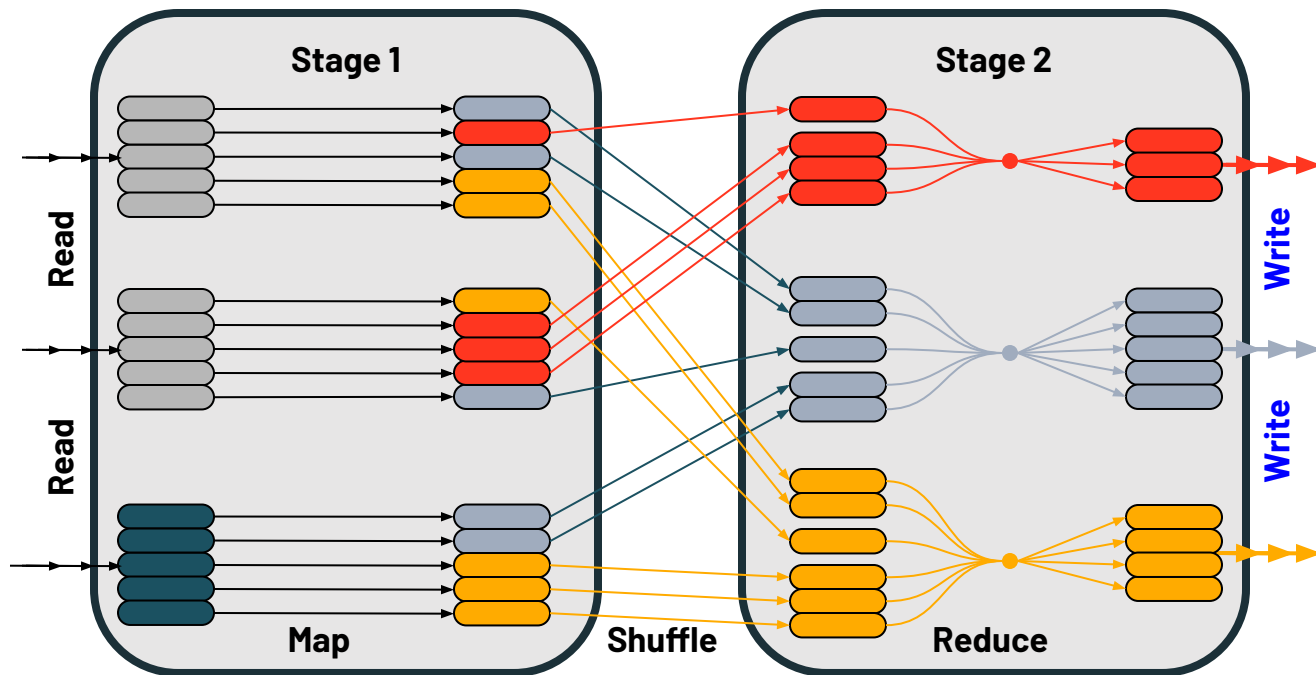 Stage 1
Stage 2
Read
Write
Read
Write
Map
Shuffle
Reduce